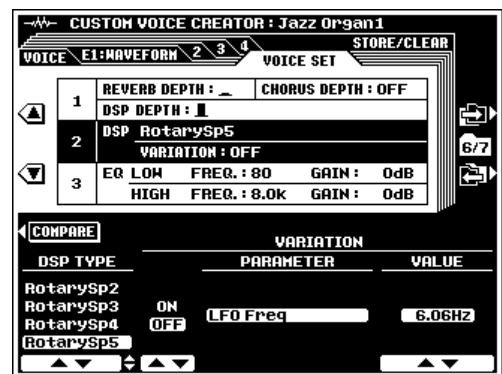 CUSTOM VOICE CREATOR : Jazz Organ1
STORE/CLEAR
VOICE E1:WAVEFORM 2 3 4 VOICE SET
1 REVERB DEPTH : CHORUS DEPTH : OFF
DSP DEPTH :
2 DSP RotarySp5
VARIATION : OFF
6/7
3 EQ LOW FREQ. : 80 GAIN : 0dB
HIGH FREQ. : 8.0k GAIN : 0dB
COMPARE
VARIATION
DSP TYPE PARAMETER VALUE
RotarySp2
RotarySp3 ON
RotarySp4 OFF LFO Freq 6.06Hz
RotarySp5